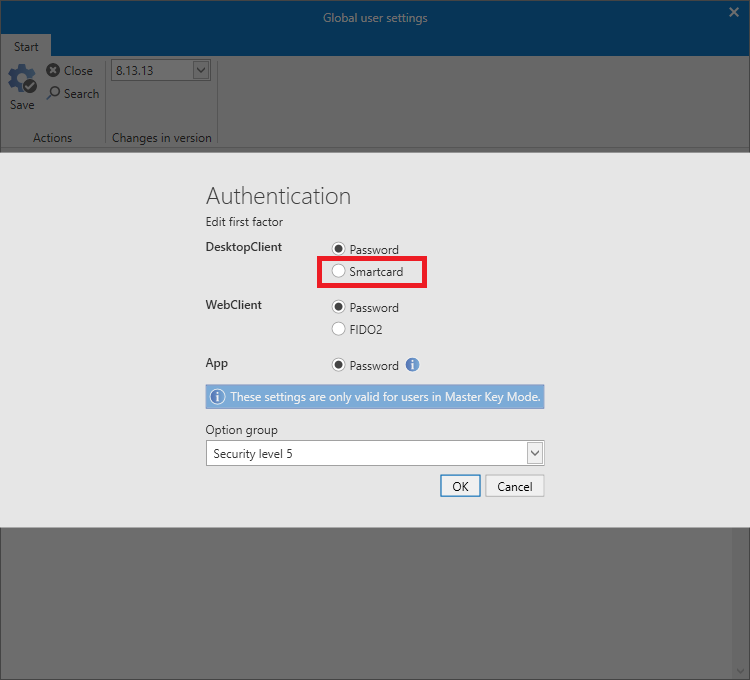 Global user settings
Start
Save
Close
Search
8.13.13
Actions
Changes in version
Authentication
Edit first factor
DesktopClient
Password
Smartcard
WebClient
Password
FIDO2
App
Password
These settings are only valid for users in Master Key Mode.
Option group
Security level 5
OK
Cancel